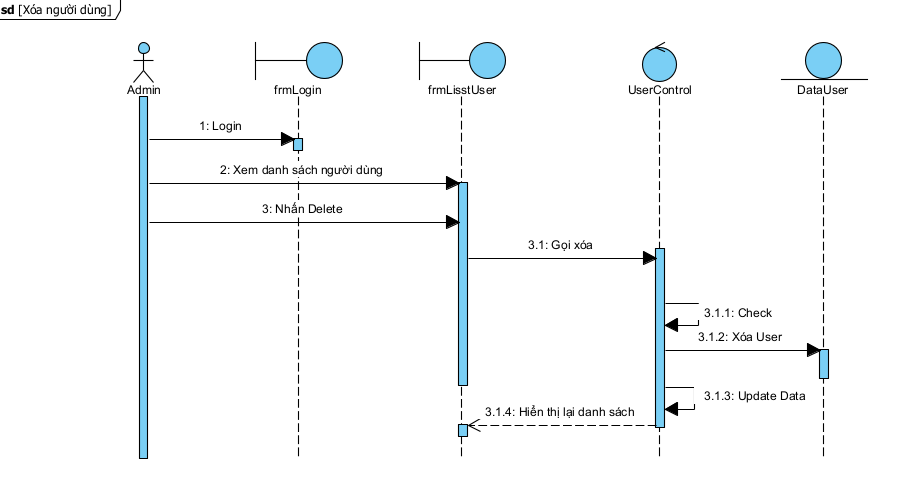 sd [Xóa người dùng]
Admin
frmLogin
frmLisstUser
UserControl
DataUser
1: Login
2: Xem danh sách người dùng
3: Nhấn Delete
3.1: Gọi xóa
3.1.1: Check
3.1.2: Xóa User
3.1.3: Update Data
3.1.4: Hiển thị lại danh sách